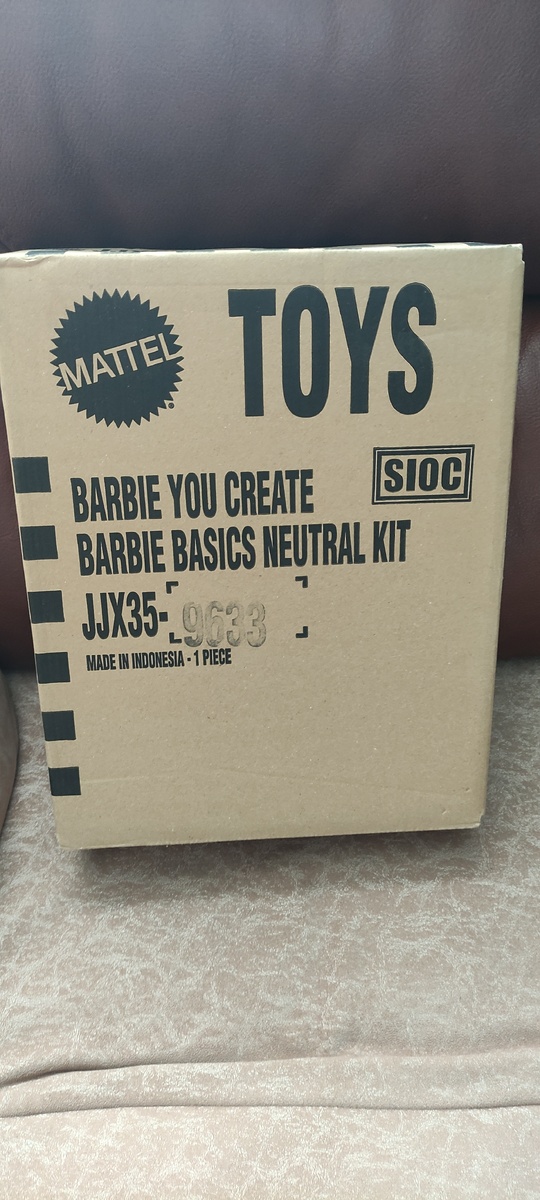 MATTEL
TOYS
SIOC
BARBIE YOU CREATE
BARBIE BASICS NEUTRAL KIT
JJX35-9633
MADE IN INDONESIA - 1 PIECE